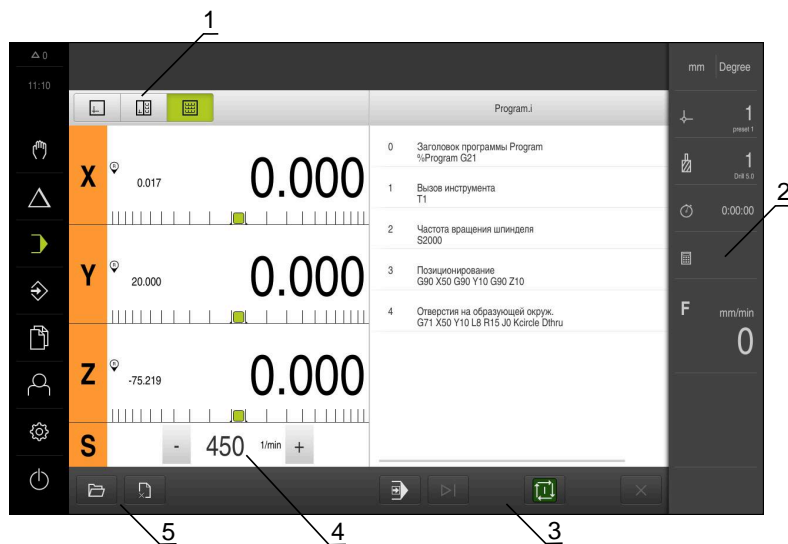 1
0
11:10
mm Degree
Program.i
1
preset 1
1
Drill 5.0
0:00:00
2
F mm/min
0
X R 0.017 0.000
Y R 20.000 0.000
Z R -75.219 0.000
S - 450 1/min +
0 Заголовок программы Program
%Program G21
1 Вызов инструмента
T1
2 Частота вращения шпинделя
S2000
3 Позиционирование
G90 X50 G90 Y10 G90 Z10
4 Отверстия на образующей окруж.
G71 X50 Y10 L8 R15 J0 Kcircle Dthru
5
4
3